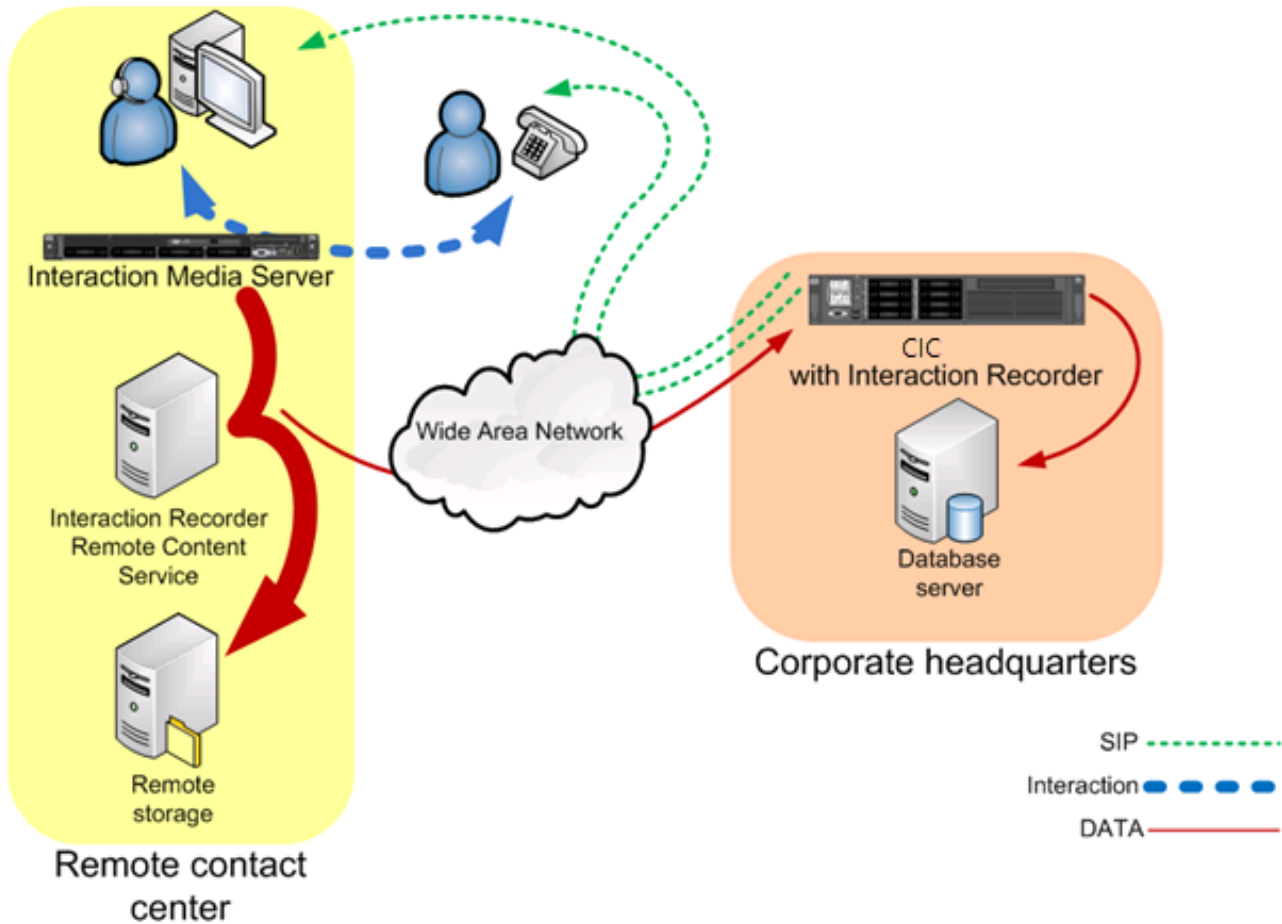 Interaction Media Server
Interaction Recorder
Remote Content
Service
Remote
storage
Remote contact
center
Wide Area Network
CIC
with Interaction Recorder
Database
server
Corporate headquarters
SIP
Interaction
DATA